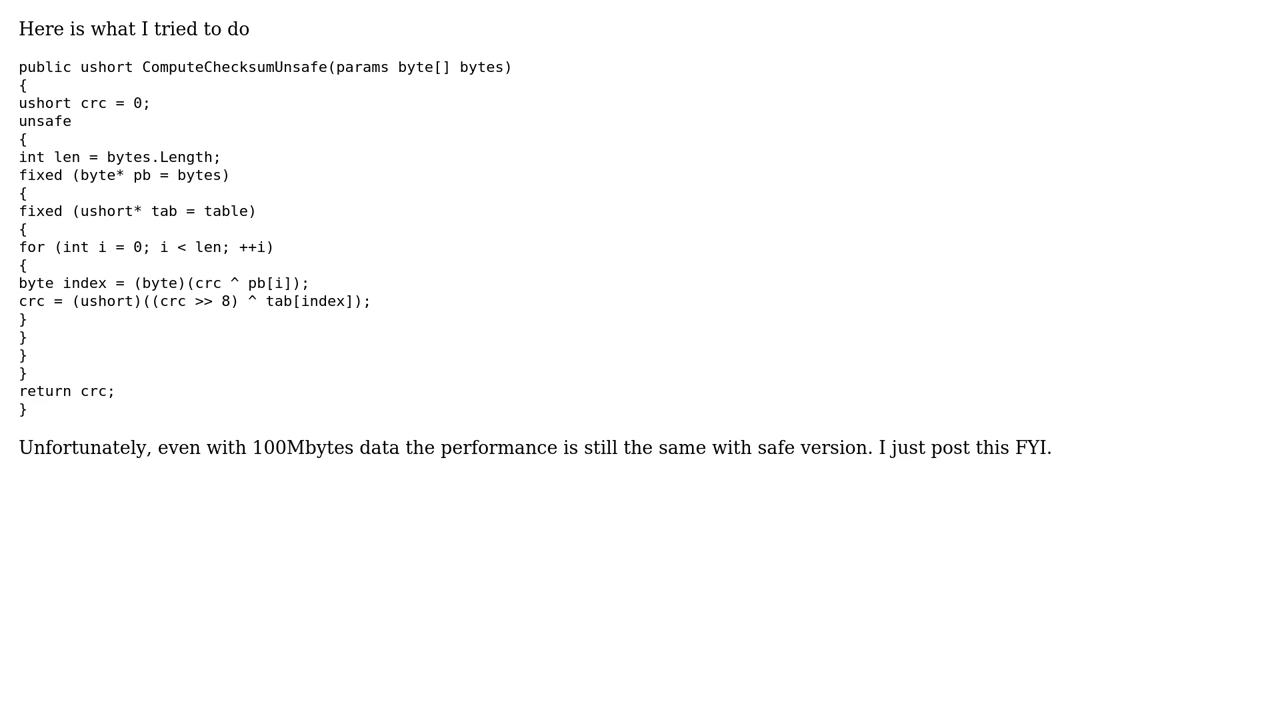 Here is what I tried to do
public ushort ComputeChecksumUnsafe(params byte[] bytes)
{
ushort crc = 0;
unsafe
{
int len = bytes.Length;
fixed (byte* pb = bytes)
{
fixed (ushort* tab = table)
{
for (int i = 0; i < len; ++i)
{
byte index = (byte)(crc ^ pb[i]);
crc = (ushort)((crc >> 8) ^ tab[index]);
}
}
}
}
return crc;
}
Unfortunately, even with 100Mbytes data the performance is still the same with safe version. I just post this FYI.